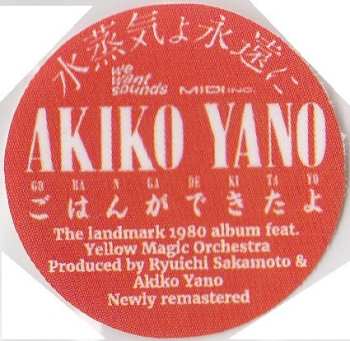 水蒸気よ永遠に
we want sounds
MIDI INC.
AKIKO YANO
GO HA N GA DE KI TA YO
ごはんができたよ
The landmark 1980 album feat.
Yellow Magic Orchestra
Produced by Ryuichi Sakamoto &
Akiko Yano
Newly remastered